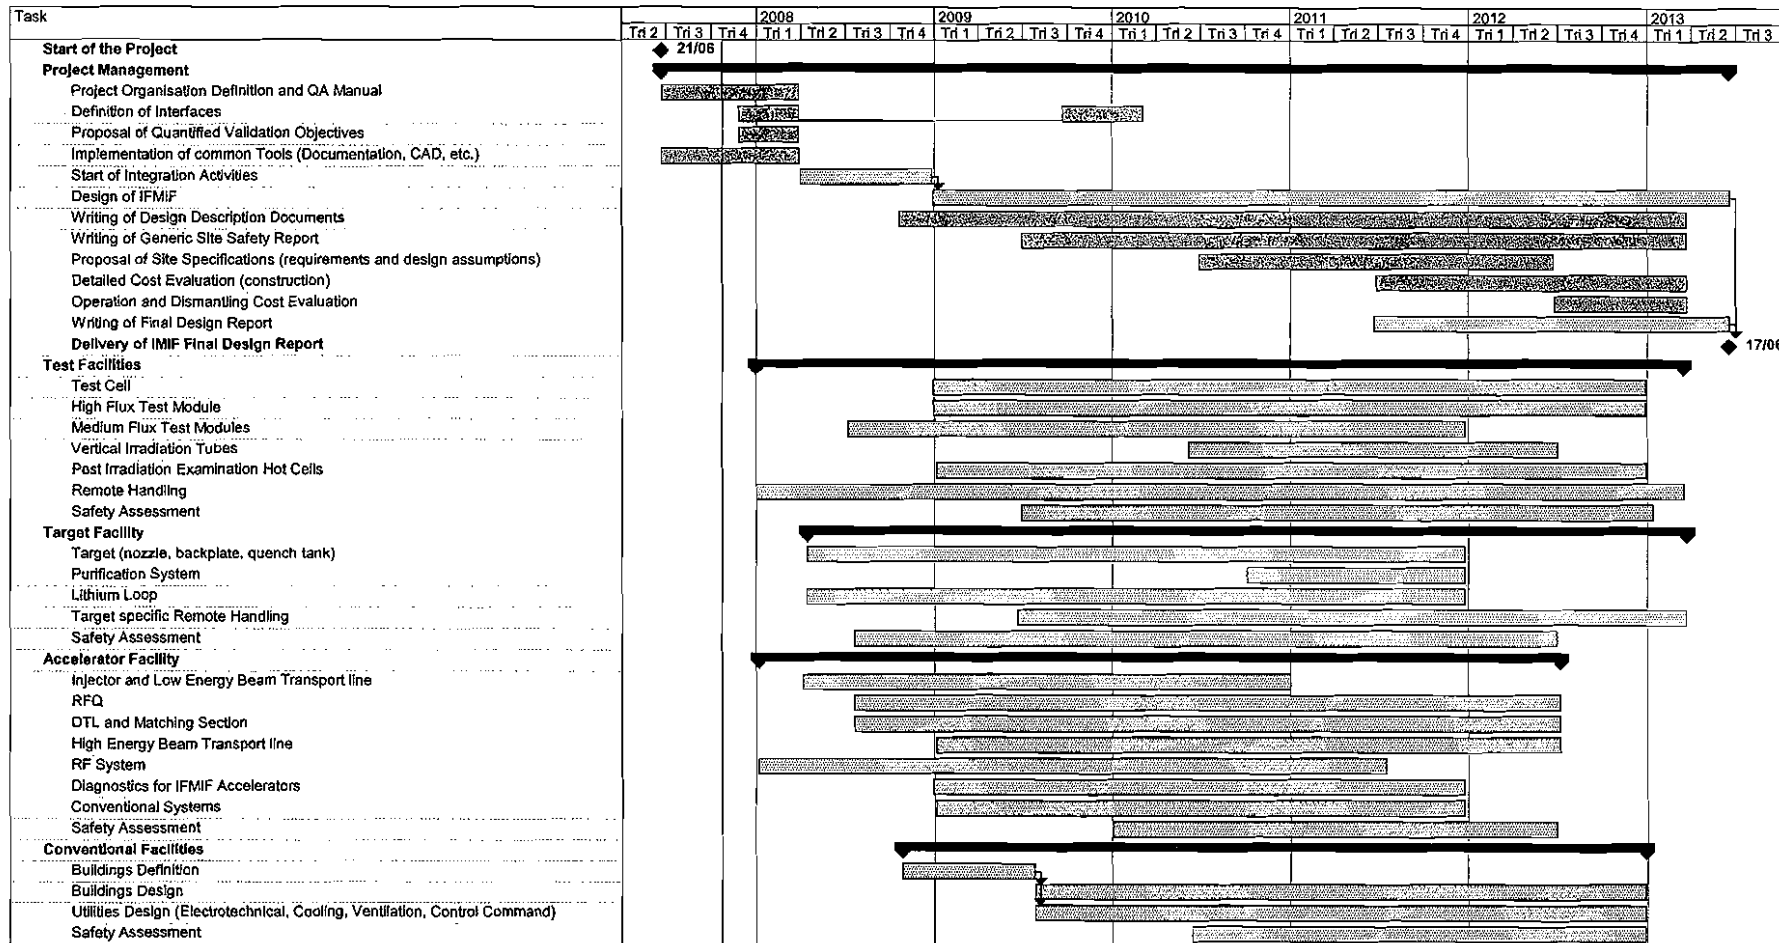 Task
2008 2009 2010 2011 2012 2013
Tri 2 Tri 3 Tri 4 Tri 1 Tri 2 Tri 3 Tri 4 Tri 1 Tri 2 Tri 3 Tri 4 Tri 1 Tri 2 Tri 3 Tri 4 Tri 1 Tri 2 Tri 3 Tri 4 Tri 1 Tri 2 Tri 3 Tri 4 Tri 1 Tri 2 Tri 3
Start of the Project 21/06
Project Management
Project Organisation Definition and QA Manual
Definition of Interfaces
Proposal of Quantified Validation Objectives
Implementation of common Tools (Documentation, CAD, etc.)
Start of Integration Activities
Design of IFMIF
Writing of Design Description Documents
Writing of Generic Site Safety Report
Proposal of Site Specifications (requirements and design assumptions)
Detailed Cost Evaluation (construction)
Operation and Dismantling Cost Evaluation
Writing of Final Design Report
Delivery of IMIF Final Design Report 17/06
Test Facilities
Test Cell
High Flux Test Module
Medium Flux Test Modules
Vertical Irradiation Tubes
Post Irradiation Examination Hot Cells
Remote Handling
Safety Assessment
Target Facility
Target (nozzle, backplate, quench tank)
Purification System
Lithium Loop
Target specific Remote Handling
Safety Assessment
Accelerator Facility
Injector and Low Energy Beam Transport line
RFQ
DTL and Matching Section
High Energy Beam Transport line
RF System
Diagnostics for IFMIF Accelerators
Conventional Systems
Safety Assessment
Conventional Facilities
Buildings Definition
Buildings Design
Utilities Design (Electrotechnical, Cooling, Ventilation, Control Command)
Safety Assessment